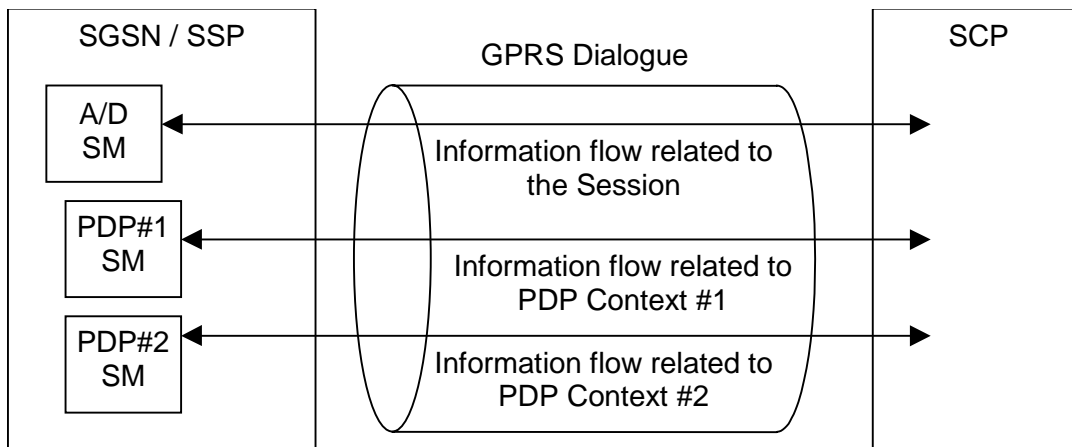 SGSN / SSP
GPRS Dialogue
SCP
A/D
SM
Information flow related to
the Session
PDP#1
SM
Information flow related to
PDP Context #1
PDP#2
SM
Information flow related to
PDP Context #2